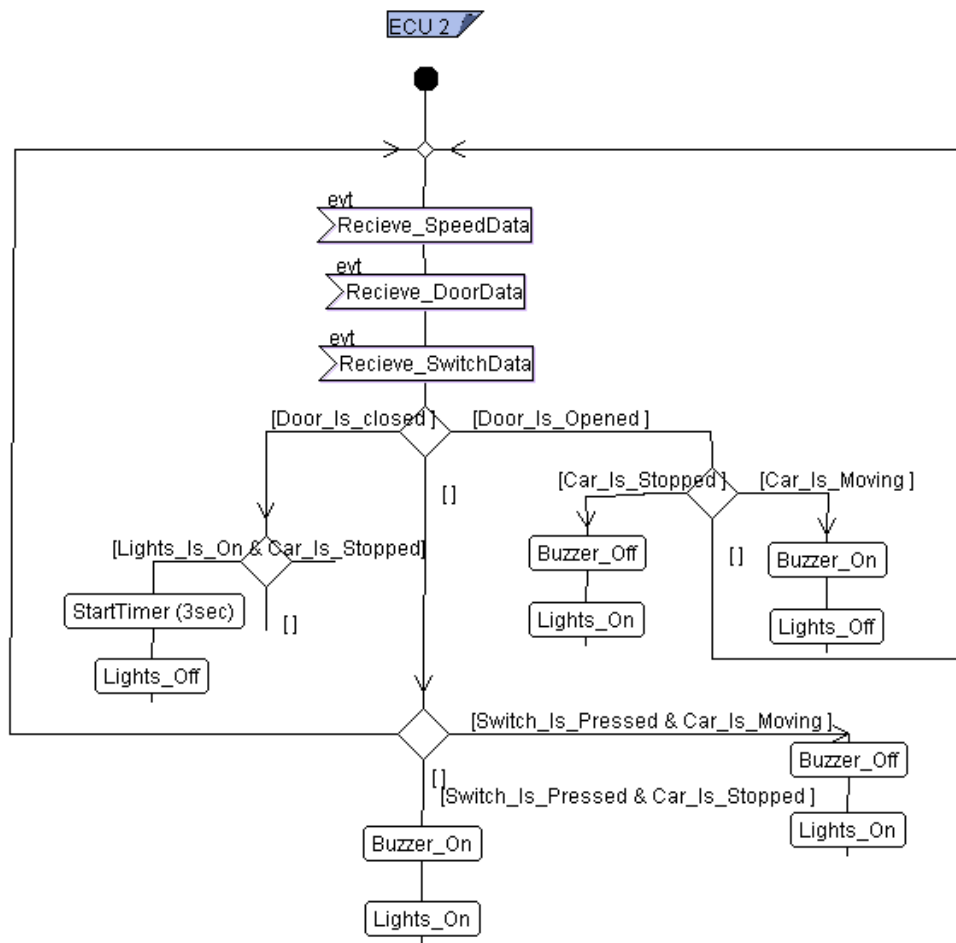 ECU 2
evt
Recieve_SpeedData
evt
Recieve_DoorData
evt
Recieve_SwitchData
[Door_Is_closed ]
[Door_Is_Opened ]
[ ]
[Car_Is_Stopped ]
[Car_Is_Moving ]
[ ]
Buzzer_Off
Lights_On
Buzzer_On
Lights_Off
[Lights_Is_On & Car_Is_Stopped]
[ ]
StartTimer (3sec)
Lights_Off
[Switch_Is_Pressed & Car_Is_Moving ]
Buzzer_Off
Lights_On
[ ]
[Switch_Is_Pressed & Car_Is_Stopped ]
Buzzer_On
Lights_On